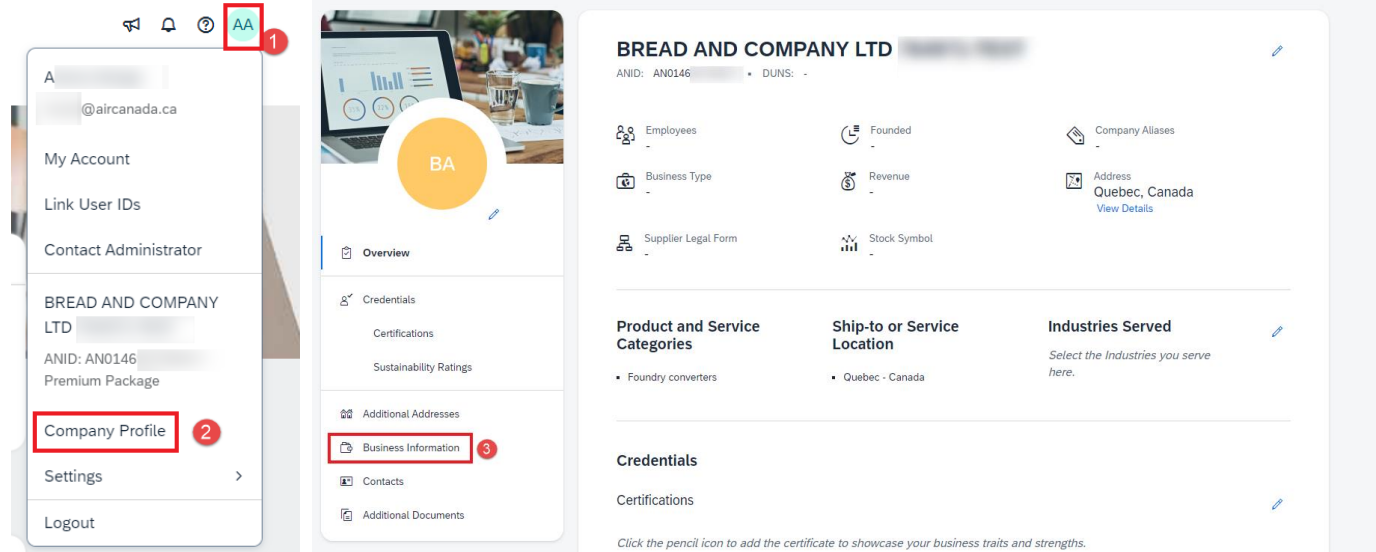 AA
1
A
@aircanada.ca
My Account
Link User IDs
Contact Administrator
BREAD AND COMPANY
LTD
ANID: AN0146
Premium Package
Company Profile
2
Settings
Logout
BA
Overview
Credentials
Certifications
Sustainability Ratings
Additional Addresses
Business Information
3
Contacts
Additional Documents
BREAD AND COMPANY LTD
ANID: AN0146 ▪ DUNS: -
Employees
-
Founded
-
Company Aliases
-
Business Type
-
Revenue
-
Address
Quebec, Canada
View Details
Supplier Legal Form
-
Stock Symbol
-
Product and Service
Categories
▪ Foundry converters
Ship-to or Service
Location
▪ Quebec - Canada
Industries Served
Select the Industries you serve
here.
Credentials
Certifications
Click the pencil icon to add the certificate to showcase your business traits and strengths.